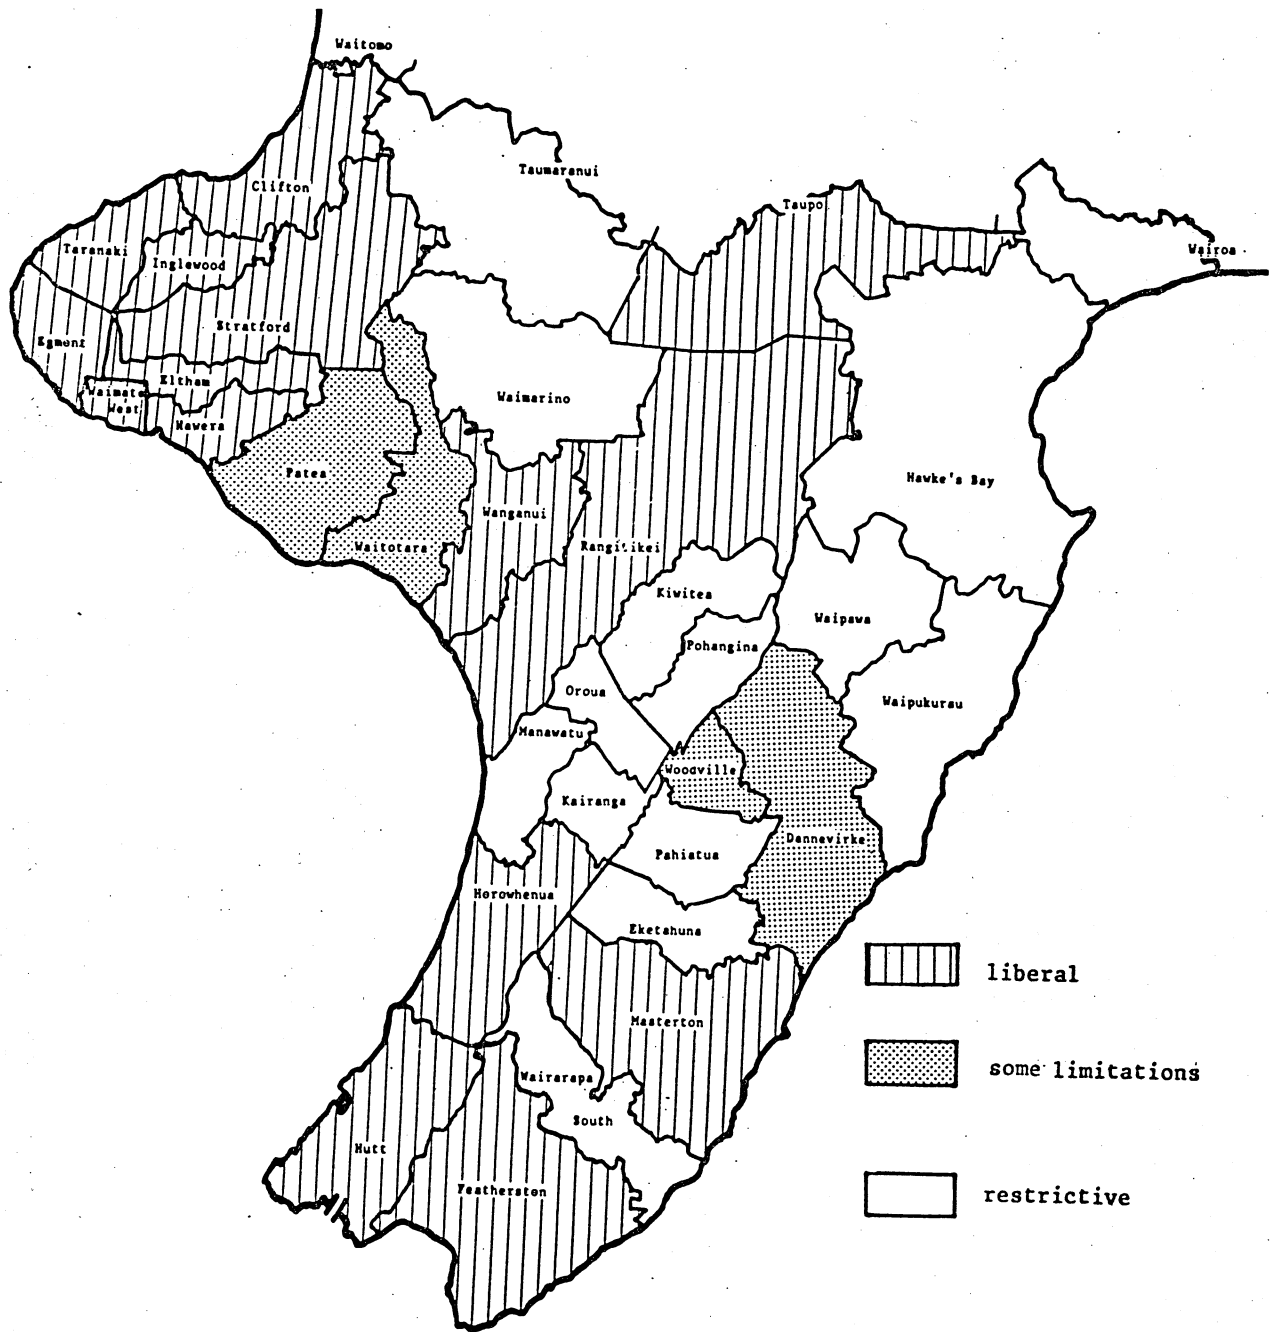 Waitomo
Taumaranui
Clifton
Taupo
Taranaki
Inglewood
Wairoa
Stratford
Egmont
Eltham
Waimate
West
Waimarino
Hawera
Patea
Hawke's Bay
Wanganui
Waitotara
Rangitikei
Kiwitea
Waipawa
Pohangina
Oroua
Waipukurau
Manawatu
Woodville
Kairanga
Dannevirke
Pahiatua
Horowhenua
Eketahuna
liberal
Masterton
some limitations
Wairarapa
South
Hutt
Featherston
restrictive